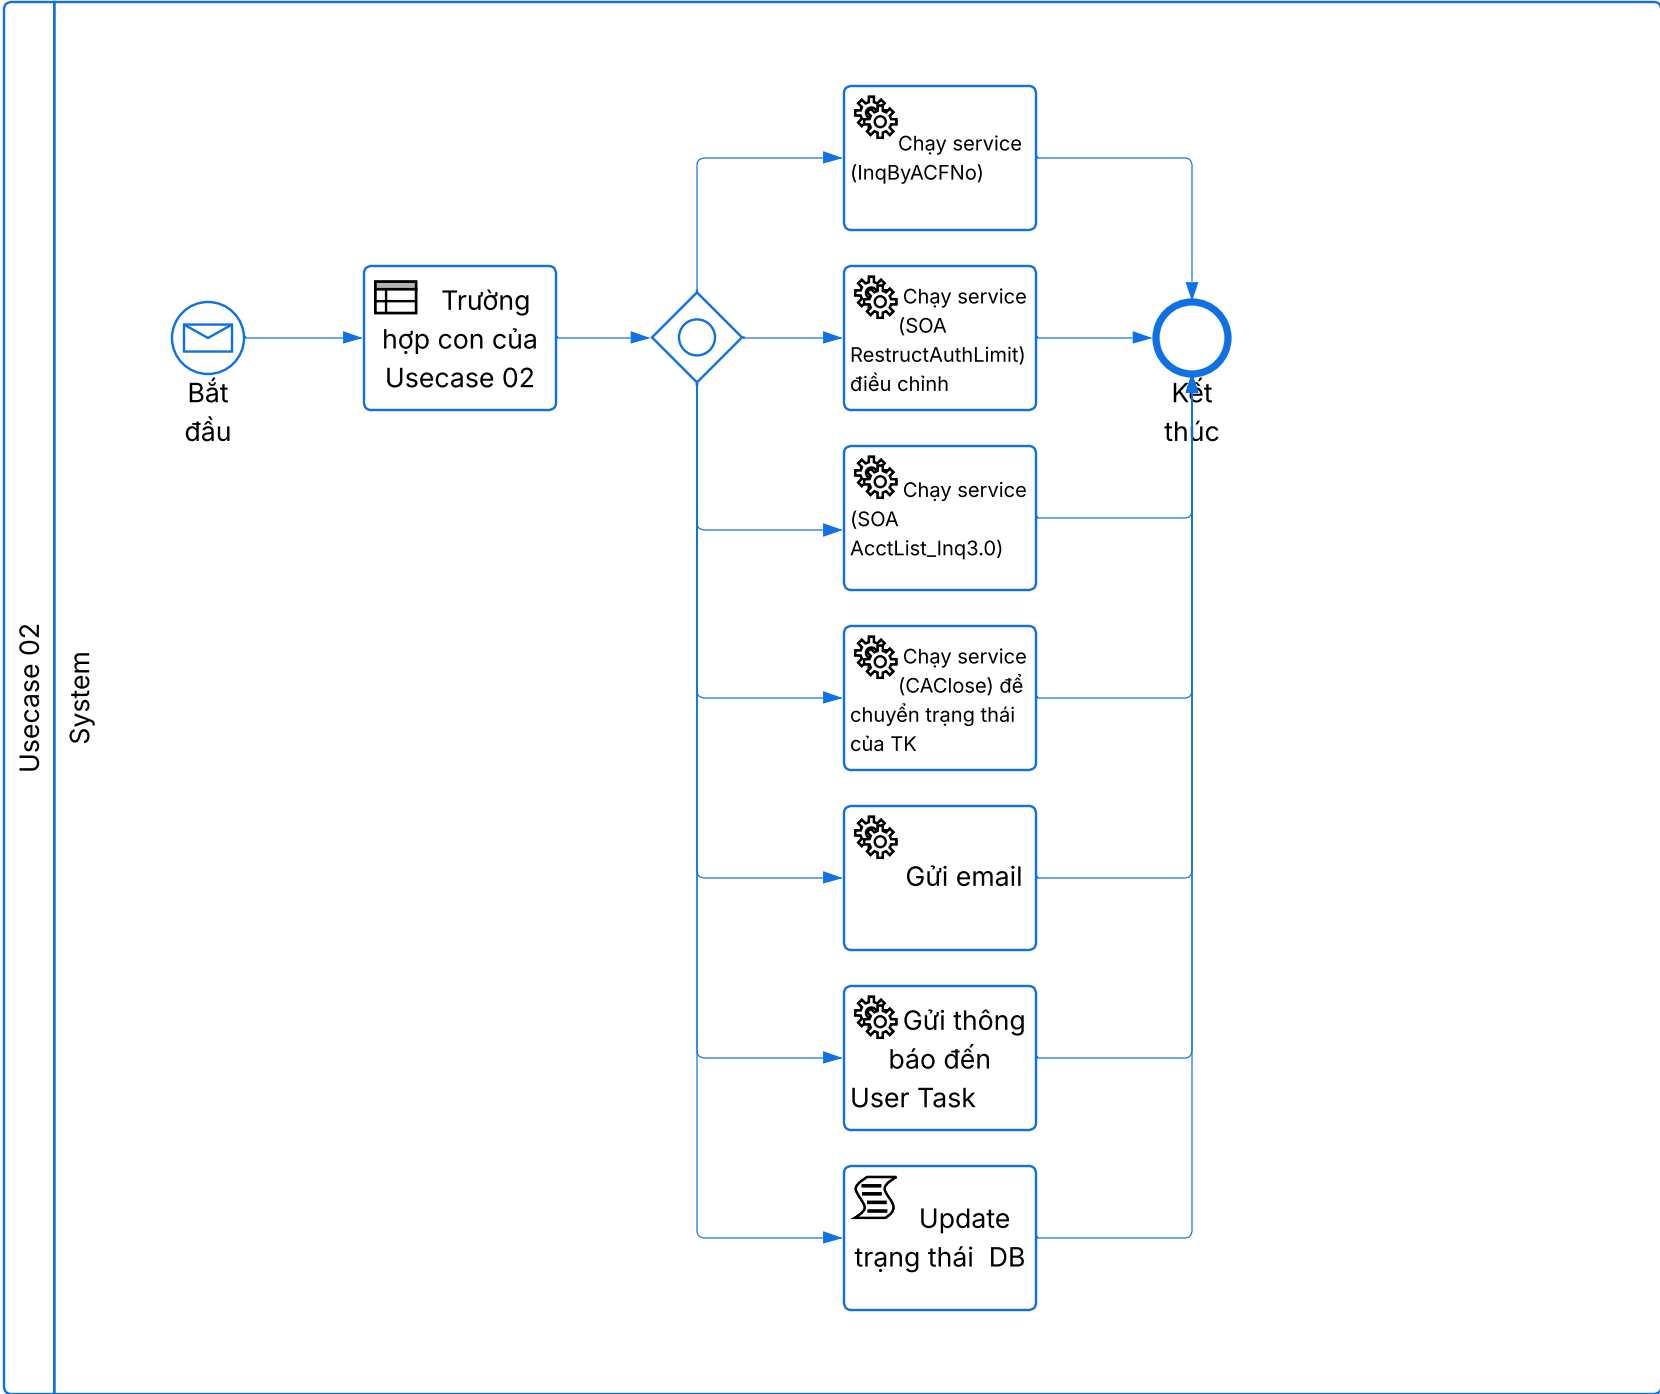 Usecase 02
System
Bắt
đầu
Trường
hợp con của
Usecase 02
Chạy service
(InqByACFNo)
Chạy service
(SOA
RestructAuthLimit)
điều chỉnh
Chạy service
(SOA
AcctList_Inq3.0)
Chạy service
(CAClose) để
chuyển trạng thái
của TK
Gửi email
Gửi thông
báo đến
User Task
Update
trạng thái  DB
Kết
thúc